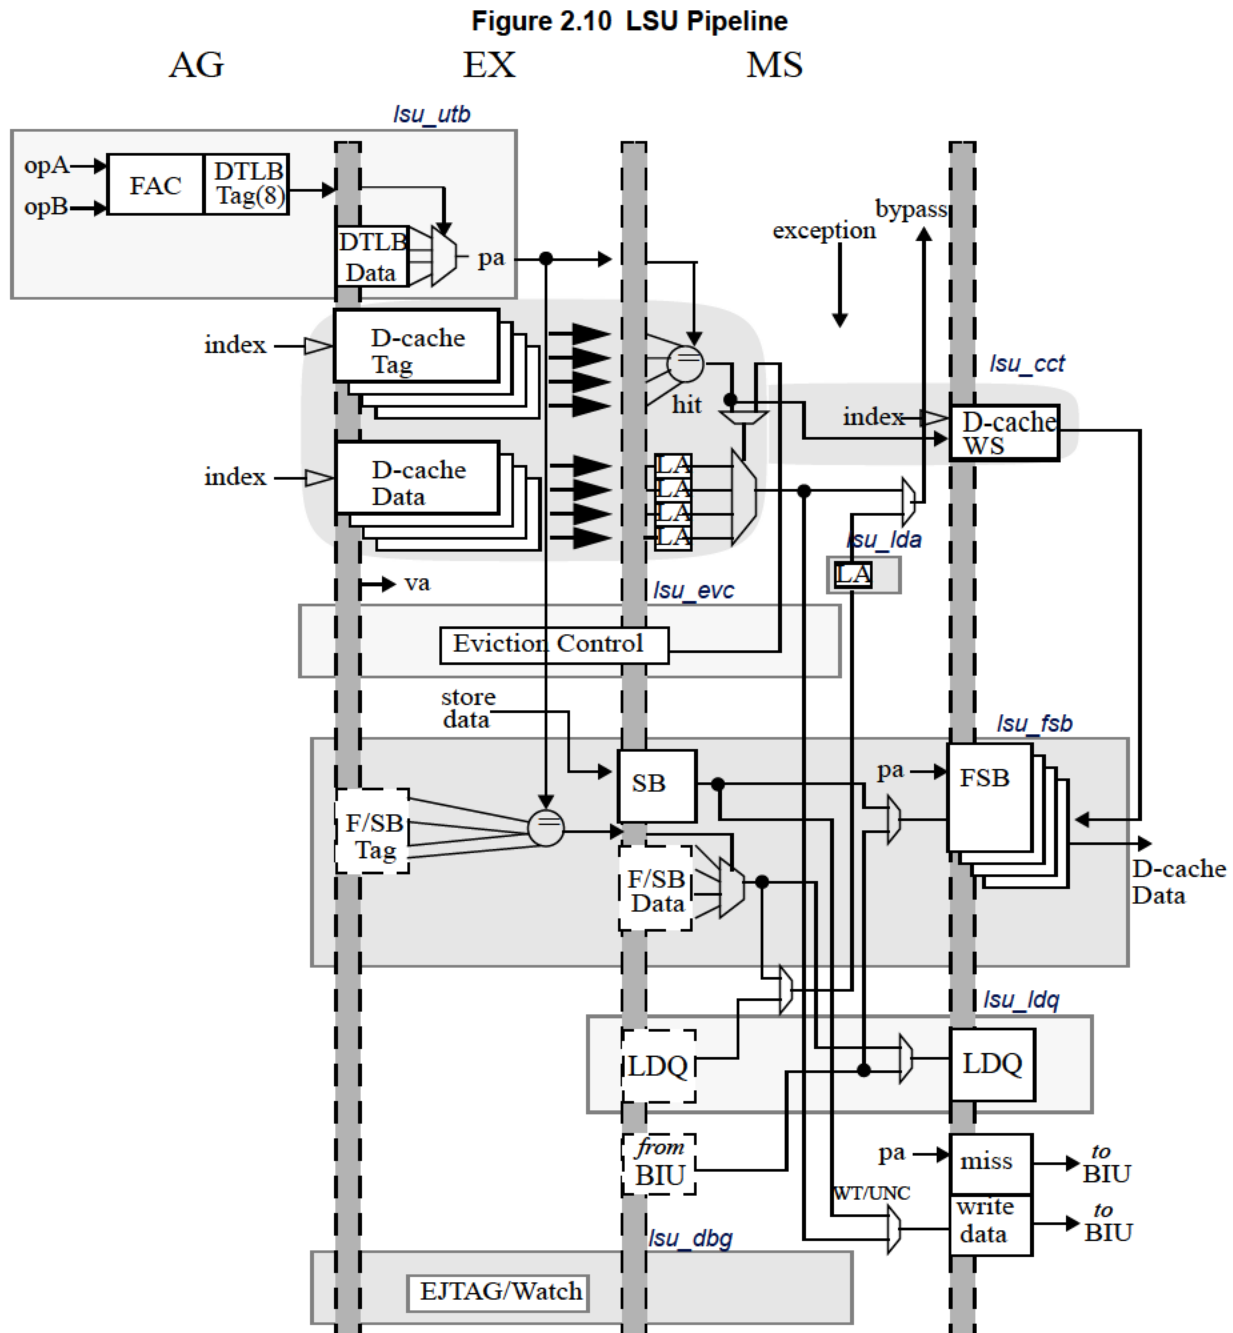 Figure 2.10 LSU Pipeline
AG EX MS
lsu_utb
opA
opB
FAC
DTLB
Tag(8)
DTLB
Data
pa
exception
bypass
index
D-cache
Tag
hit
lsu_cct
index
D-cache
WS
index
D-cache
Data
LA
LA
LA
LA
lsu_lda
LA
va
lsu_evc
Eviction Control
store
data
lsu_fsb
SB
pa
FSB
F/SB
Tag
F/SB
Data
D-cache
Data
lsu_ldq
LDQ
LDQ
from
BIU
pa
miss
to
BIU
WT/UNC
write
data
to
BIU
lsu_dbg
EJTAG/Watch